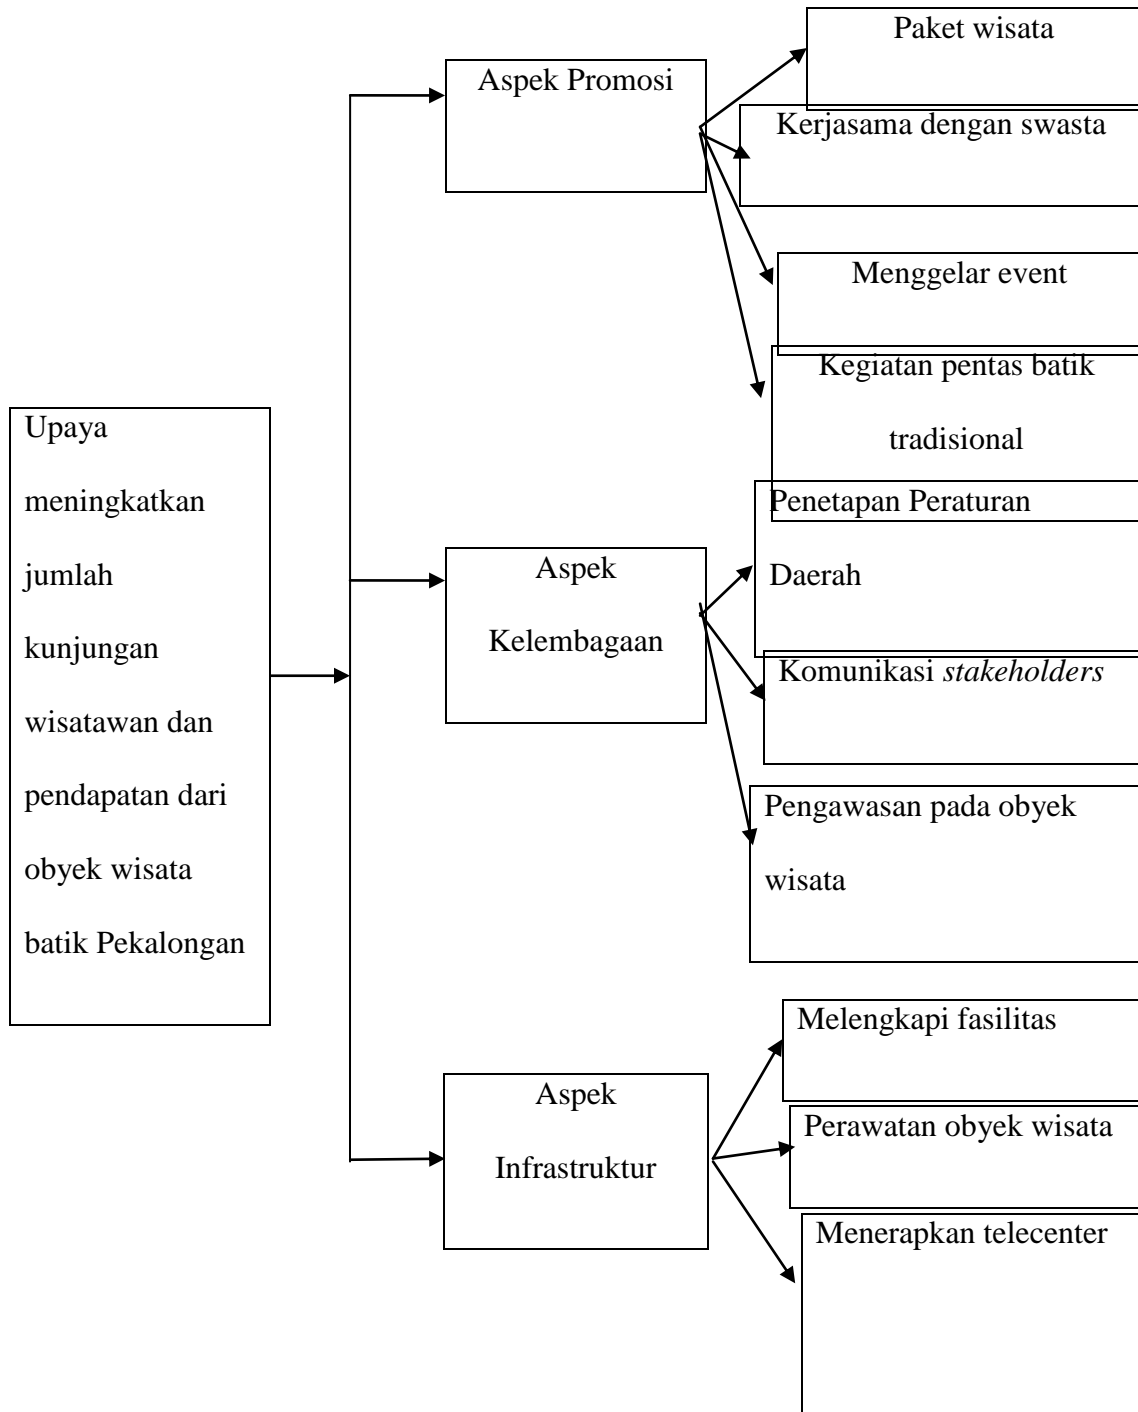 Upaya
meningkatkan
jumlah
kunjungan
wisatawan dan
pendapatan dari
obyek wisata
batik Pekalongan
Aspek Promosi
Paket wisata
Kerjasama dengan swasta
Menggelar event
Kegiatan pentas batik
tradisional
Aspek
Kelembagaan
Penetapan Peraturan
Daerah
Komunikasi stakeholders
Pengawasan pada obyek
wisata
Aspek
Infrastruktur
Melengkapi fasilitas
Perawatan obyek wisata
Menerapkan telecenter